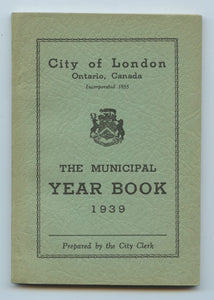 City of London
Ontario, Canada
Incorporated 1855
THE MUNICIPAL
YEAR BOOK
1939
Prepared by the City Clerk